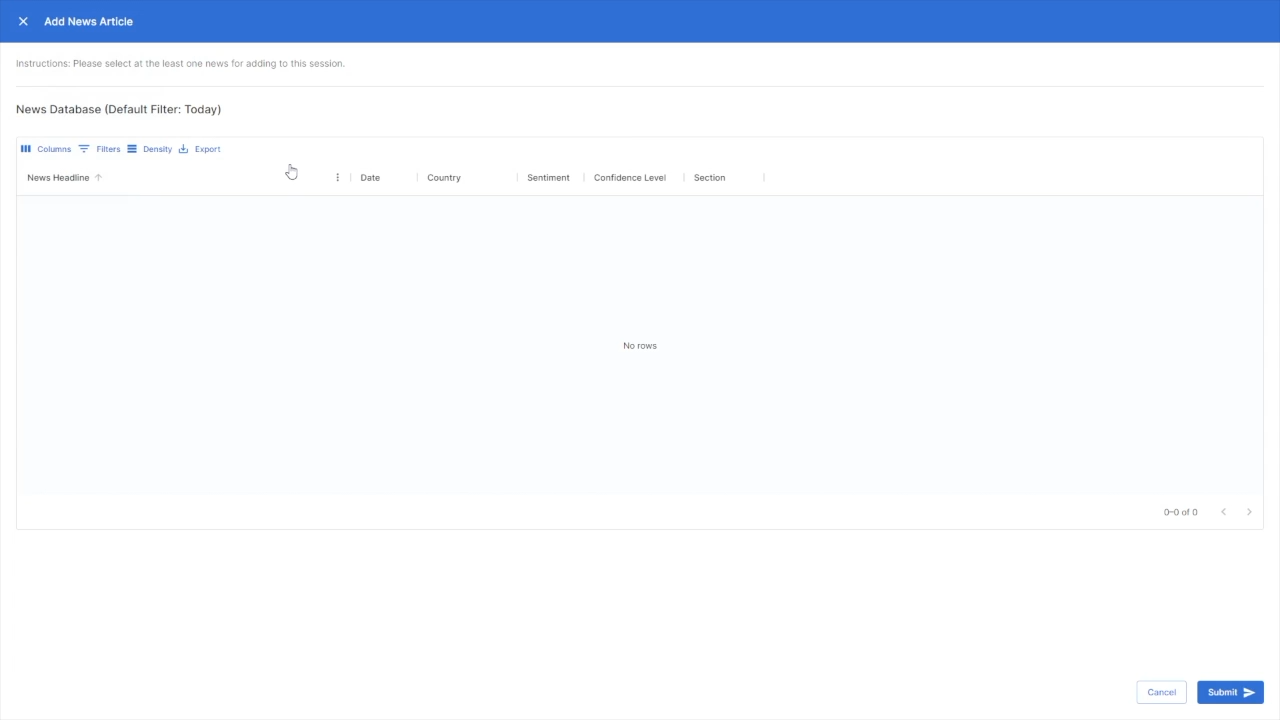 Add News Article
Instructions: Please select at the least one news for adding to this session.
News Database (Default Filter: Today)
Columns Filters Density Export
News Headline Date Country Sentiment Confidence Level Section
No rows
0–0 of 0
Cancel Submit